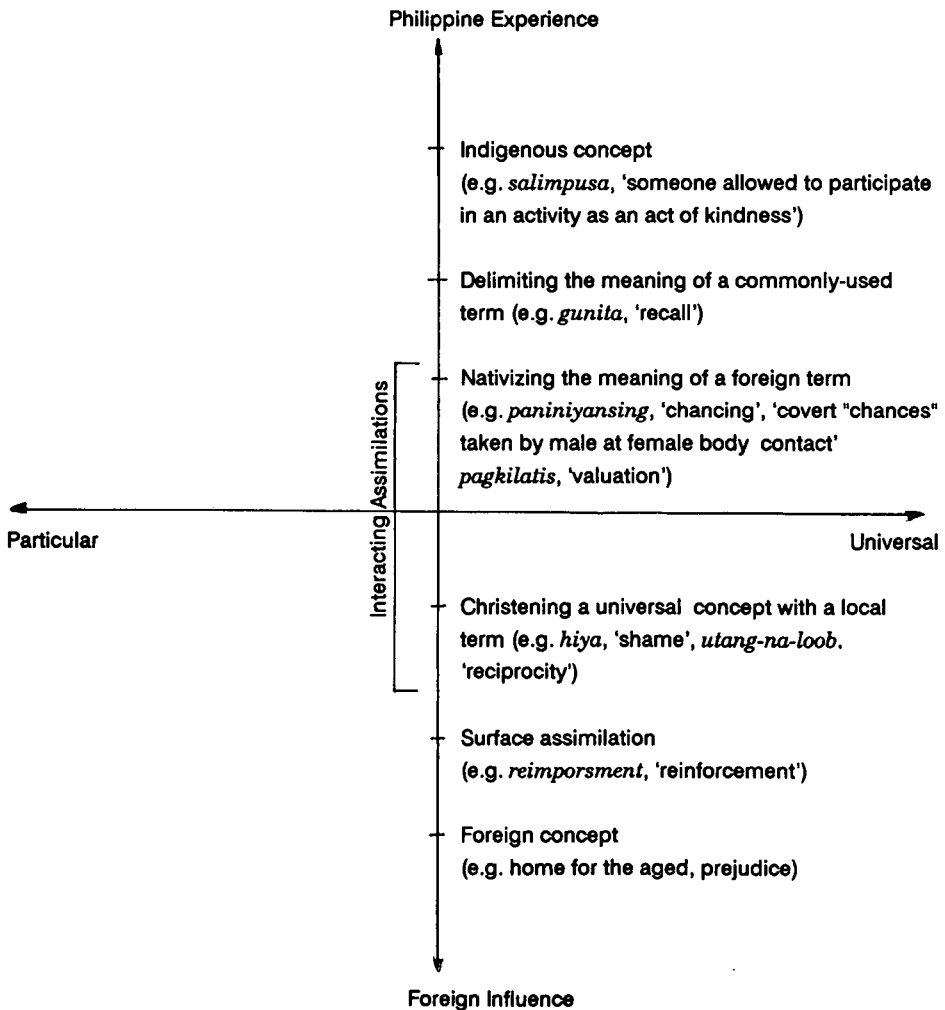 Philippine Experience
Indigenous concept
(e.g. salimpusa, ‘someone allowed to participate
in an activity as an act of kindness’)
Delimiting the meaning of a commonly-used
term (e.g. gunita, ‘recall’)
Nativizing the meaning of a foreign term
(e.g. paniniyansing, ‘chancing’, ‘covert "chances"
taken by male at female body contact’
pagkilatis, ‘valuation’)
Interacting Assimilations
Particular
Universal
Christening a universal concept with a local
term (e.g. hiya, ‘shame’, utang-na-loob.
‘reciprocity’)
Surface assimilation
(e.g. reimporsment, ‘reinforcement’)
Foreign concept
(e.g. home for the aged, prejudice)
Foreign Influence